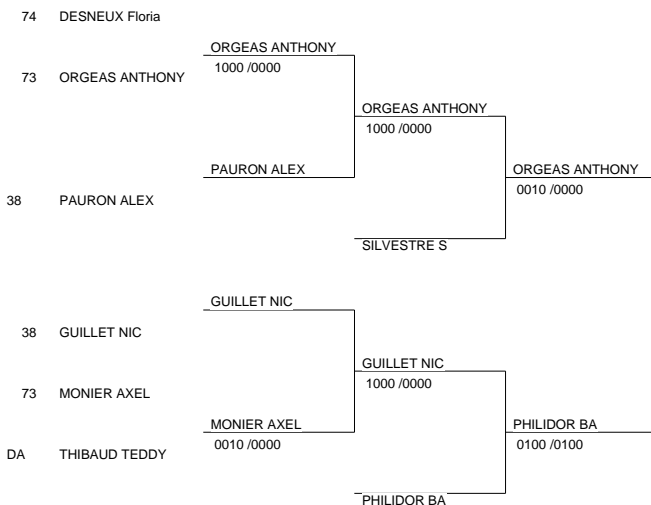 74 DESNEUX Floria
ORGEAS ANTHONY
1000 /0000
73 ORGEAS ANTHONY
ORGEAS ANTHONY
1000 /0000
PAURON ALEX
ORGEAS ANTHONY
0010 /0000
38 PAURON ALEX
SILVESTRE S
GUILLET NIC
38 GUILLET NIC
GUILLET NIC
1000 /0000
73 MONIER AXEL
MONIER AXEL
0010 /0000
PHILIDOR BA
0100 /0100
DA THIBAUD TEDDY
PHILIDOR BA